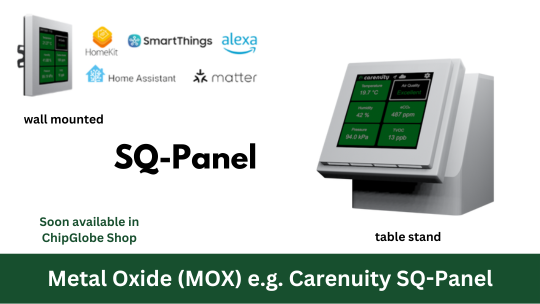 HomeKit
SmartThings
alexa
Home Assistant
matter
wall mounted
SQ-Panel
Soon available in
ChipGlobe Shop
carenuity
Temperature
19.7 °C
Air Quality
Excellent
Humidity
42 %
eCO₂
467 ppm
Pressure
94.0 kPa
TVOC
13 ppb
table stand
Metal Oxide (MOX) e.g. Carenuity SQ-Panel